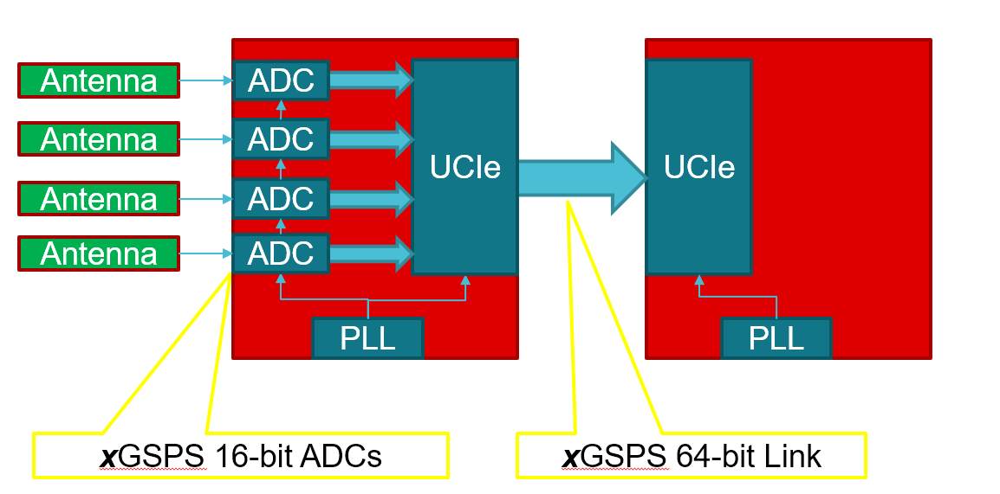 Antenna
ADC
Antenna
ADC
UCIe
UCIe
Antenna
ADC
Antenna
ADC
PLL
PLL
xGSPS 16-bit ADCs
xGSPS 64-bit Link